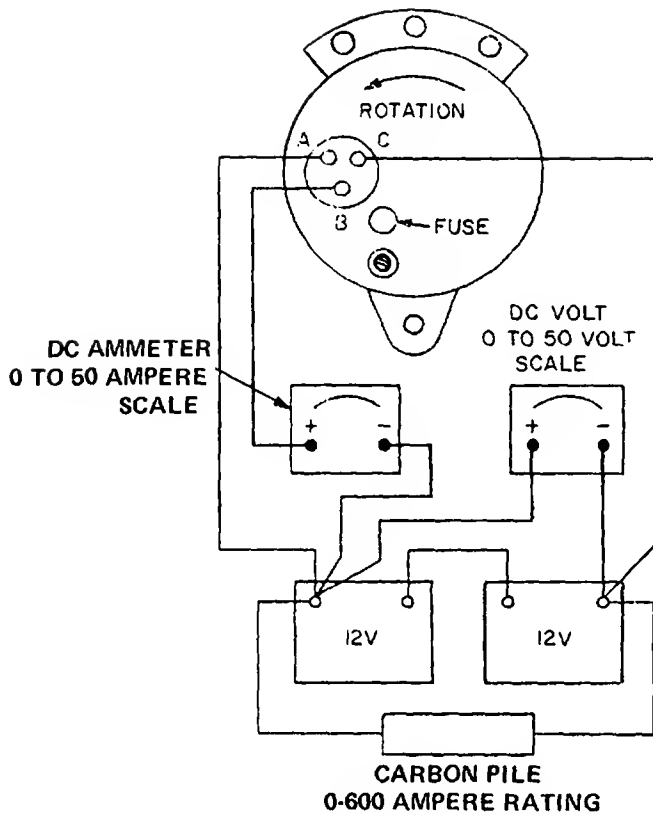 ROTATION
A
C
B
FUSE
DC VOLT
0 TO 50 VOLT
SCALE
DC AMMETER
0 TO 50 AMPERE
SCALE
+
-
+
-
12V
12V
CARBON PILE
0-600 AMPERE RATING